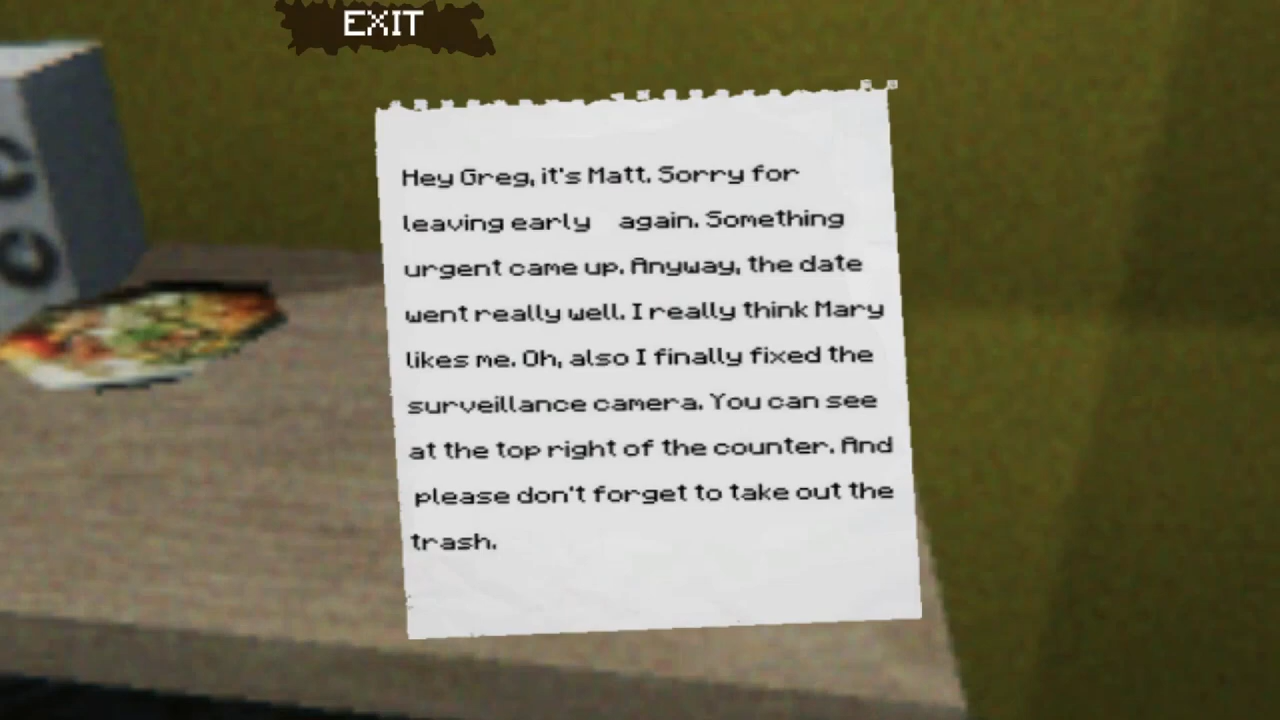 EXIT
Hey Greg, it's Matt. Sorry for
leaving early again. Something
urgent came up. Anyway, the date
went really well. I really think Mary
likes me. Oh, also I finally fixed the
surveillance camera. You can see
at the top right of the counter. And
please don't forget to take out the
trash.